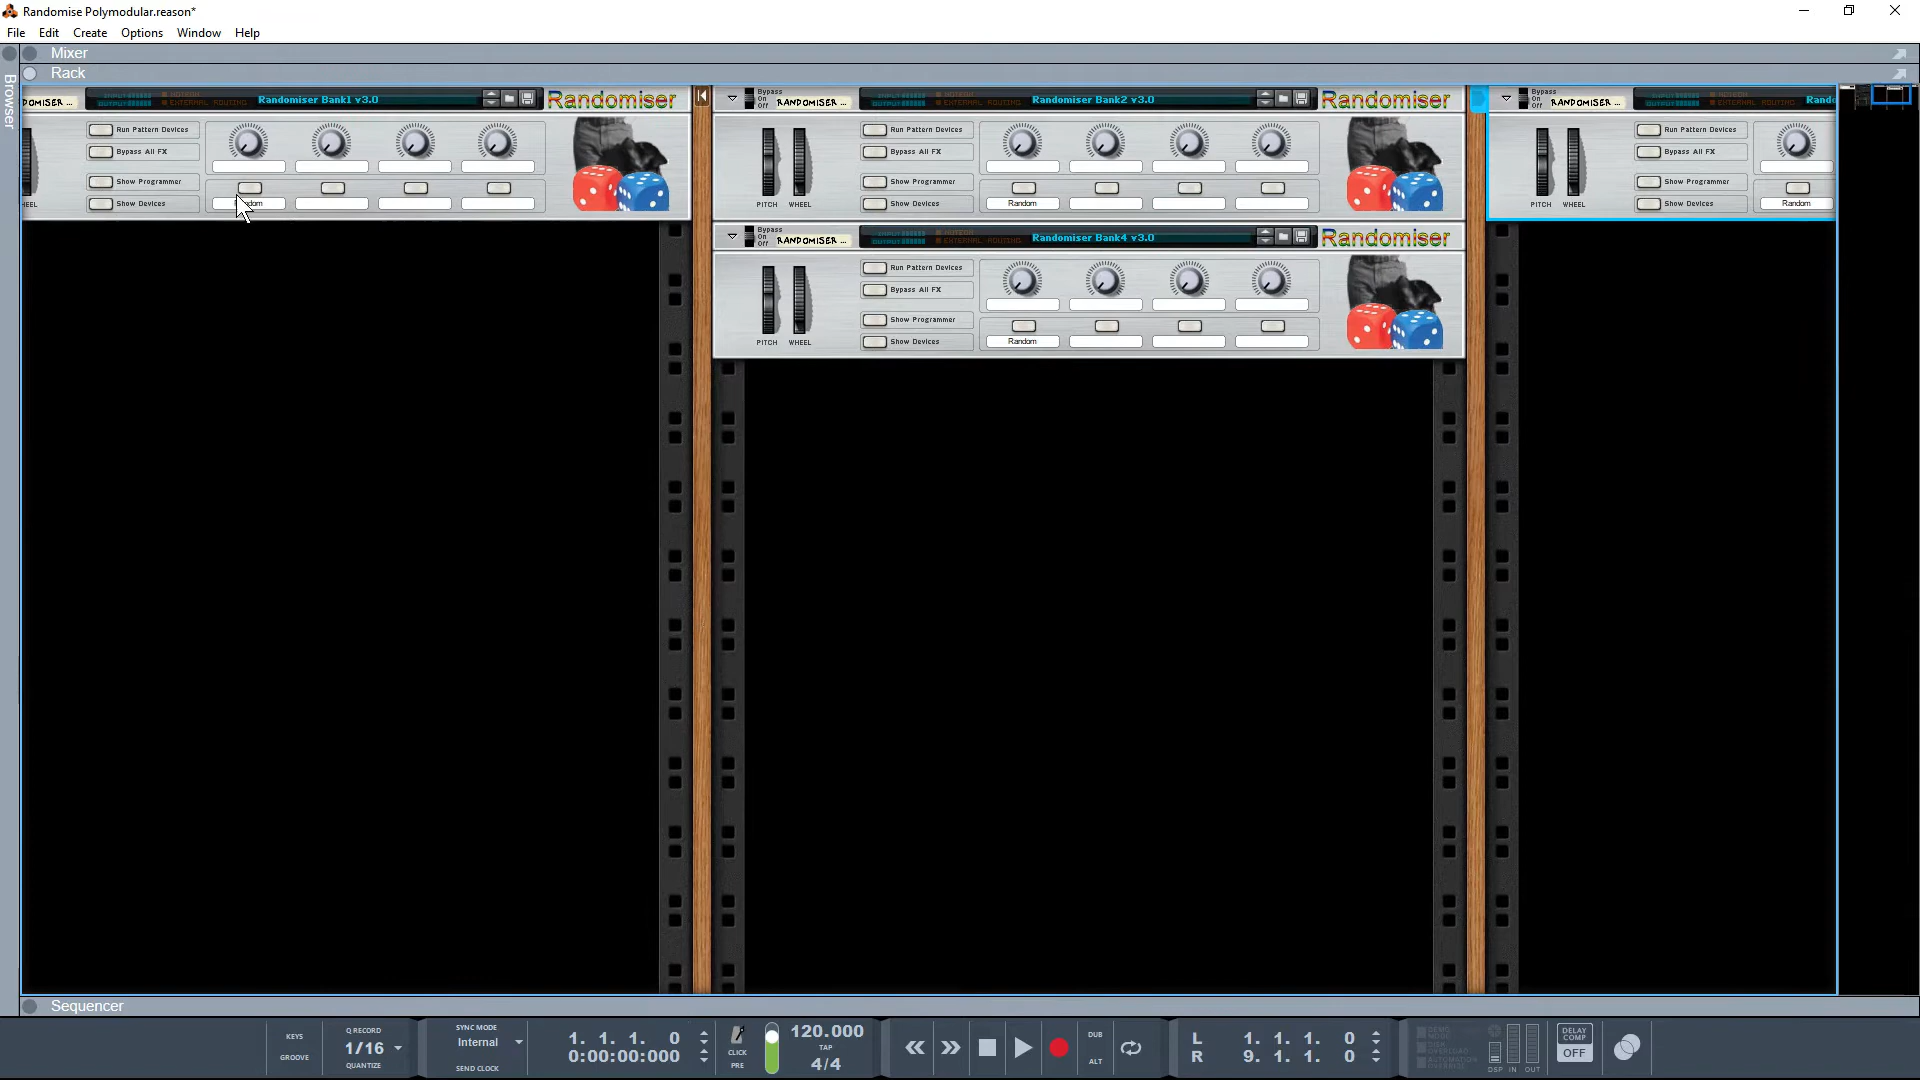 Randomise Polymodular.reason*
File Edit Create Options Window Help
Mixer
Rack
Browser
DOMISER ... Randomiser Bank1 v3.0 Randomiser
Run Pattern Devices
Bypass All FX
Show Programmer
Show Devices
EEL
Bypass
On
Off
RANDOMISER ... Randomiser Bank2 v3.0 Randomiser
Run Pattern Devices
Bypass All FX
Show Programmer
Show Devices
PITCH WHEEL
Random
Bypass
On
Off
RANDOMISER ...
Run Pattern Devices
Bypass All FX
Show Programmer
Show Devices
PITCH WHEEL
Random
Bypass
On
Off
RANDOMISER ... Randomiser Bank4 v3.0 Randomiser
Run Pattern Devices
Bypass All FX
Show Programmer
Show Devices
PITCH WHEEL
Random
Sequencer
KEYS
GROOVE
Q RECORD
1/16
QUANTIZE
SYNC MODE
Internal
SEND CLOCK
1. 1. 1. 0
0:00:00:000
CLICK
PRE
120.000
TAP
4/4
DUB
ALT
L 1. 1. 1. 0
R 9. 1. 1. 0
DSP IN OUT
DELAY
COMP
OFF